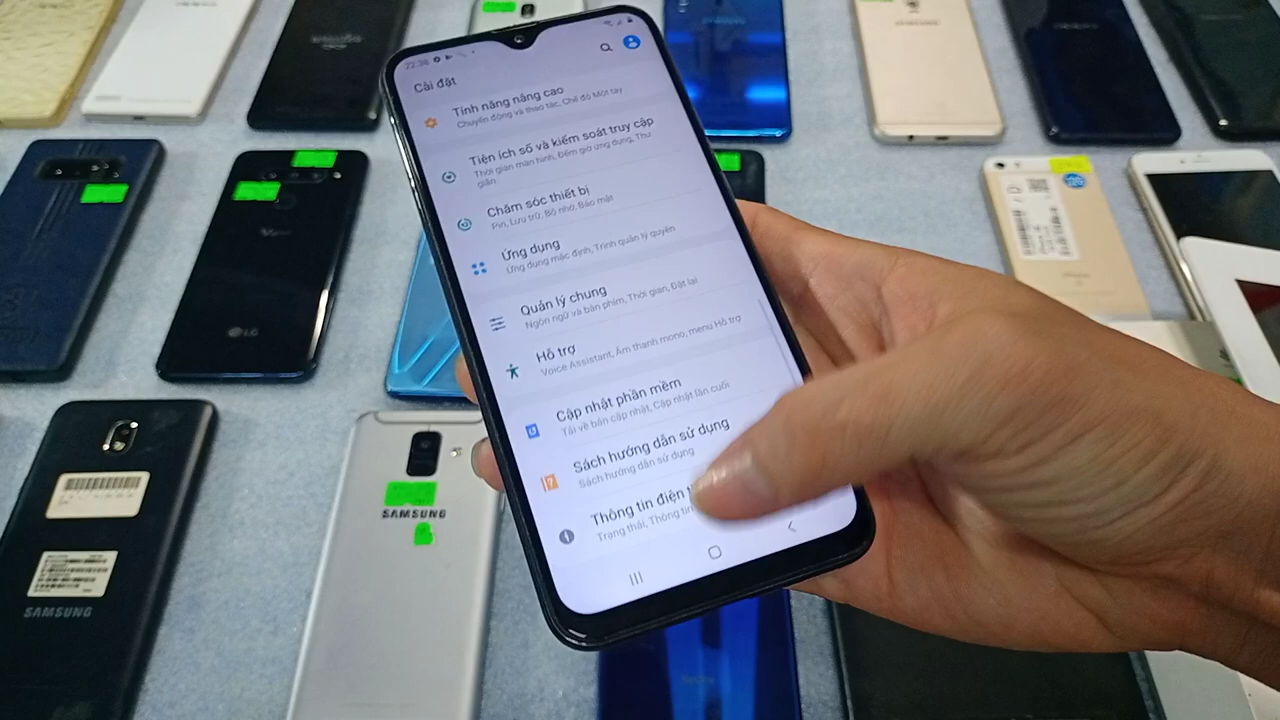 22:38
Cài đặt
Tính năng nâng cao
Chuyển động và thao tác, Chế độ Một tay
Tiện ích số và kiểm soát truy cập
Thời gian màn hình, Đếm giờ ứng dụng, Thư
giãn
Chăm sóc thiết bị
Pin, Lưu trữ, Bộ nhớ, Bảo mật
Ứng dụng
Ứng dụng mặc định, Trình quản lý quyền
Quản lý chung
Ngôn ngữ và bàn phím, Thời gian, Đặt lại
Hỗ trợ
Voice Assistant, Âm thanh mono, menu Hỗ trợ
Cập nhật phần mềm
Tải về bản cập nhật, Cập nhật lần cuối
Sách hướng dẫn sử dụng
Sách hướng dẫn sử dụng
Thông tin điện
Trạng thái, Thông tin
LG
SAMSUNG
SAMSUNG
SAMSUNG